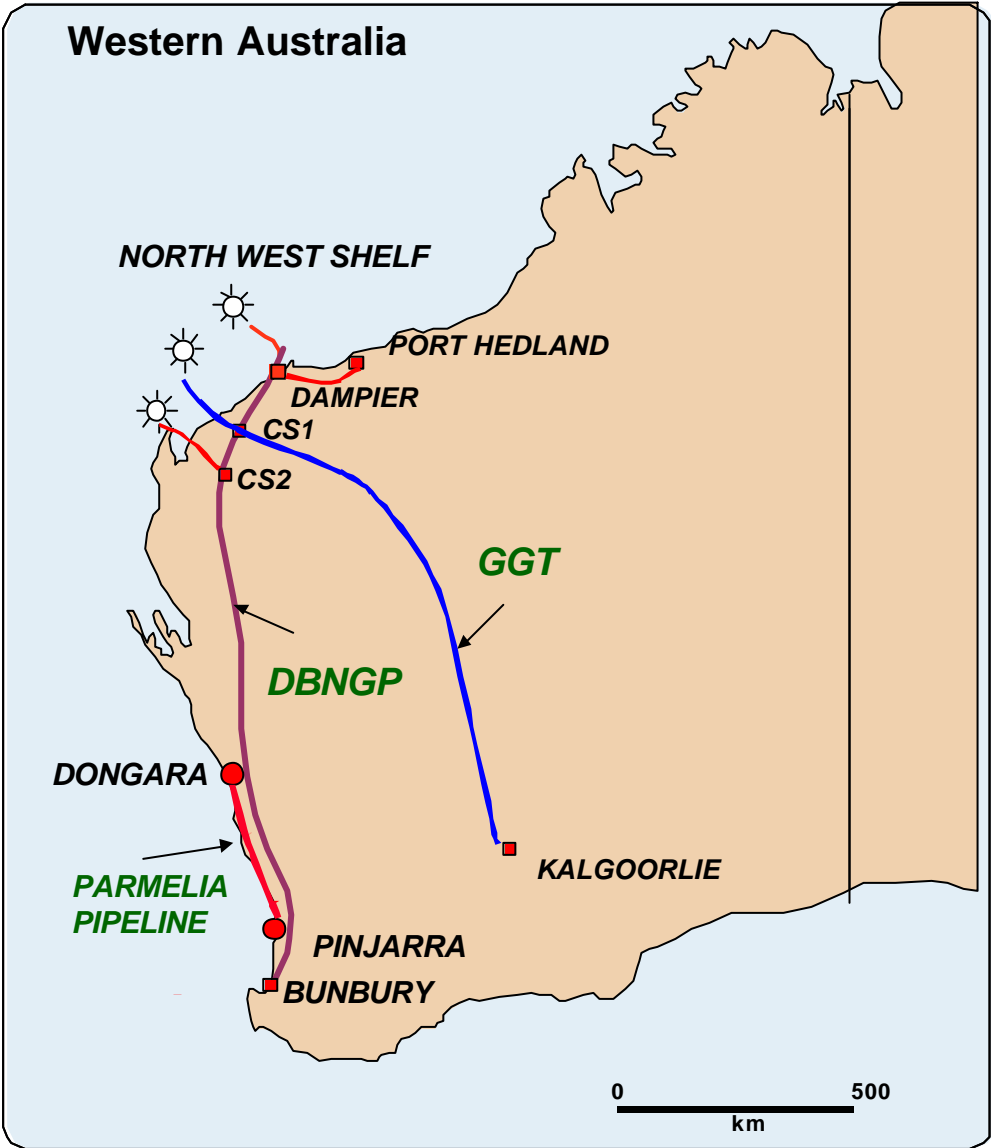 Western Australia
NORTH WEST SHELF
PORT HEDLAND
DAMPIER
CS1
CS2
GGT
DBNGP
DONGARA
KALGOORLIE
PARMELIA
PIPELINE
PINJARRA
BUNBURY
0 500
km